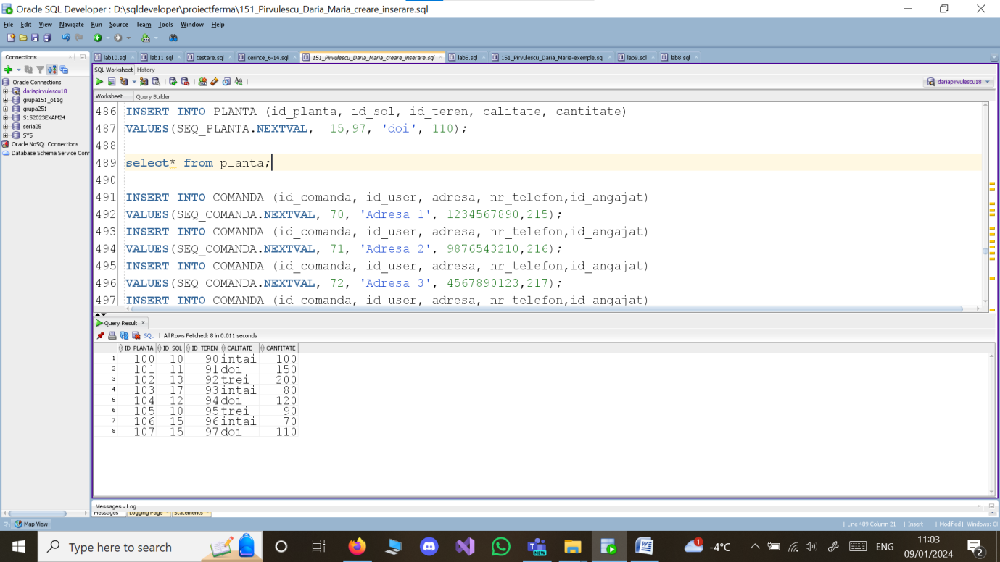 Oracle SQL Developer : D:\sqldeveloper\proiectferma\151_Pirvulescu_Daria_Maria_creare_inserare.sql
File Edit View Navigate Run Source Team Tools Window Help
Connections
lab10.sql lab11.sql testare.sql cerinte_6-14.sql 151_Pirvulescu_Daria_Maria_creare_inserare.sql lab5.sql 151_Pirvulescu_Daria_Maria-exemple.sql lab9.sql lab8.sql
SQL Worksheet History
Oracle Connections
dariapirvulescu18
grupa151_o11g
grupa251
S152023EXAM24
seria25
SYS
Oracle NoSQL Connections
Database Schema Service Conn
dariapirvulescu18
Worksheet Query Builder
486 INSERT INTO PLANTA (id_planta, id_sol, id_teren, calitate, cantitate)
487 VALUES(SEQ_PLANTA.NEXTVAL, 15,97, 'doi', 110);
488
489 select* from planta;
490
491 INSERT INTO COMANDA (id_comanda, id_user, adresa, nr_telefon,id_angajat)
492 VALUES(SEQ_COMANDA.NEXTVAL, 70, 'Adresa 1', 1234567890,215);
493 INSERT INTO COMANDA (id_comanda, id_user, adresa, nr_telefon,id_angajat)
494 VALUES(SEQ_COMANDA.NEXTVAL, 71, 'Adresa 2', 9876543210,216);
495 INSERT INTO COMANDA (id_comanda, id_user, adresa, nr_telefon,id_angajat)
496 VALUES(SEQ_COMANDA.NEXTVAL, 72, 'Adresa 3', 4567890123,217);
497 INSERT INTO COMANDA (id_comanda, id_user, adresa, nr_telefon,id_angajat)
Query Result
SQL | All Rows Fetched: 8 in 0.011 seconds
ID_PLANTA ID_SOL ID_TEREN CALITATE CANTITATE
1 100 10 90 intai 100
2 101 11 91 doi 150
3 102 13 92 trei 200
4 103 17 93 intai 80
5 104 12 94 doi 120
6 105 10 95 trei 90
7 106 15 96 intai 70
8 107 15 97 doi 110
Messages - Log
Messages Logging Page Statements
Map View
Line 489 Column 21 | Insert | Modified | Windows: C
Type here to search
NEW
1 -4°C
ENG
11:03
09/01/2024
2